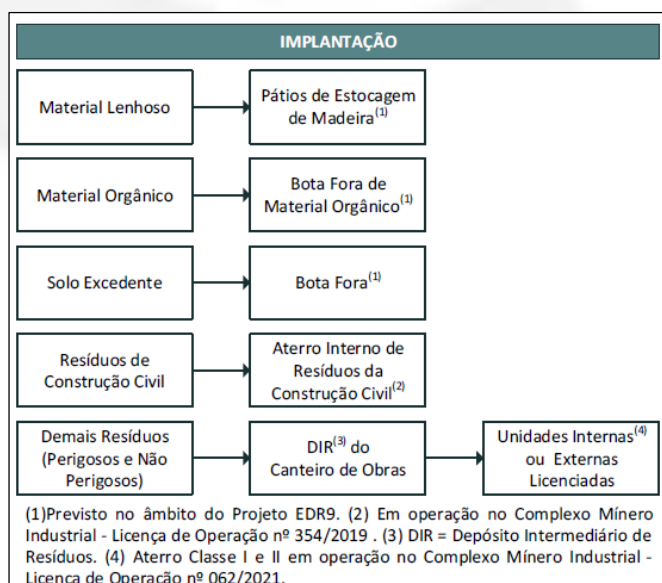 IMPLANTAÇÃO
Material Lenhoso
Pátios de Estocagem
de Madeira(1)
Material Orgânico
Bota Fora de
Material Orgânico(1)
Solo Excedente
Bota Fora(1)
Resíduos de
Construção Civil
Aterro Interno de
Resíduos da
Construção Civil(2)
Demais Resíduos
(Perigosos e Não
Perigosos)
DIR(3) do
Canteiro de Obras
Unidades Internas(4)
ou Externas
Licenciadas
(1)Previsto no âmbito do Projeto EDR9. (2) Em operação no Complexo Mínero
Industrial - Licença de Operação nº 354/2019 . (3) DIR = Depósito Intermediário de
Resíduos. (4) Aterro Classe I e II em operação no Complexo Mínero Industrial -
Licença de Operação nº 062/2021.